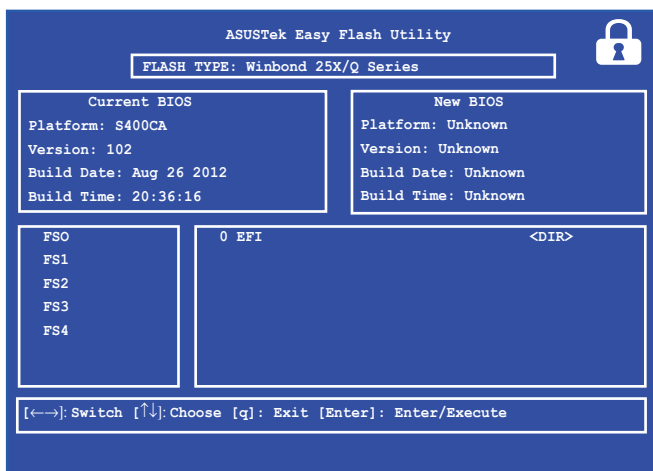 ASUSTek Easy Flash Utility
FLASH TYPE: Winbond 25X/Q Series
Current BIOS
Platform: S400CA
Version: 102
Build Date: Aug 26 2012
Build Time: 20:36:16
New BIOS
Platform: Unknown
Version: Unknown
Build Date: Unknown
Build Time: Unknown
FSO
FS1
FS2
FS3
FS4
0 EFI <DIR>
[←→]: Switch [↑↓]: Choose [q]: Exit [Enter]: Enter/Execute